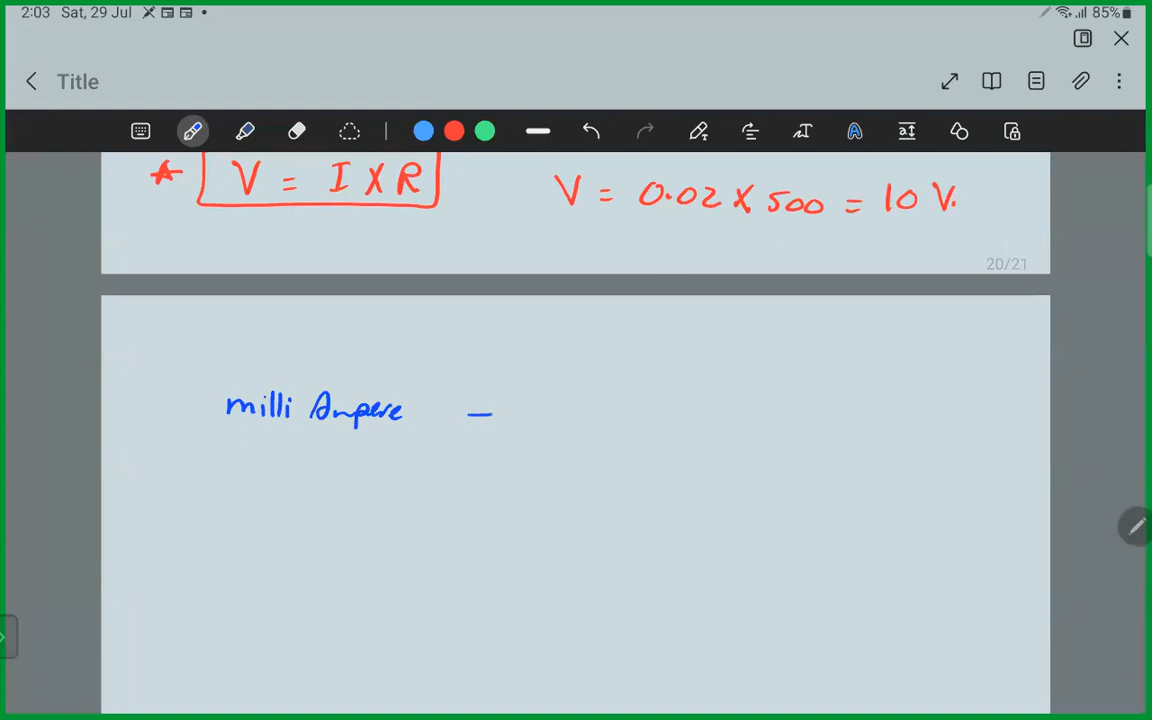 2:03 Sat, 29 Jul
85%
Title
V = I X R
V = 0.02 X 500 = 10 V.
20/21
milli Ampere –